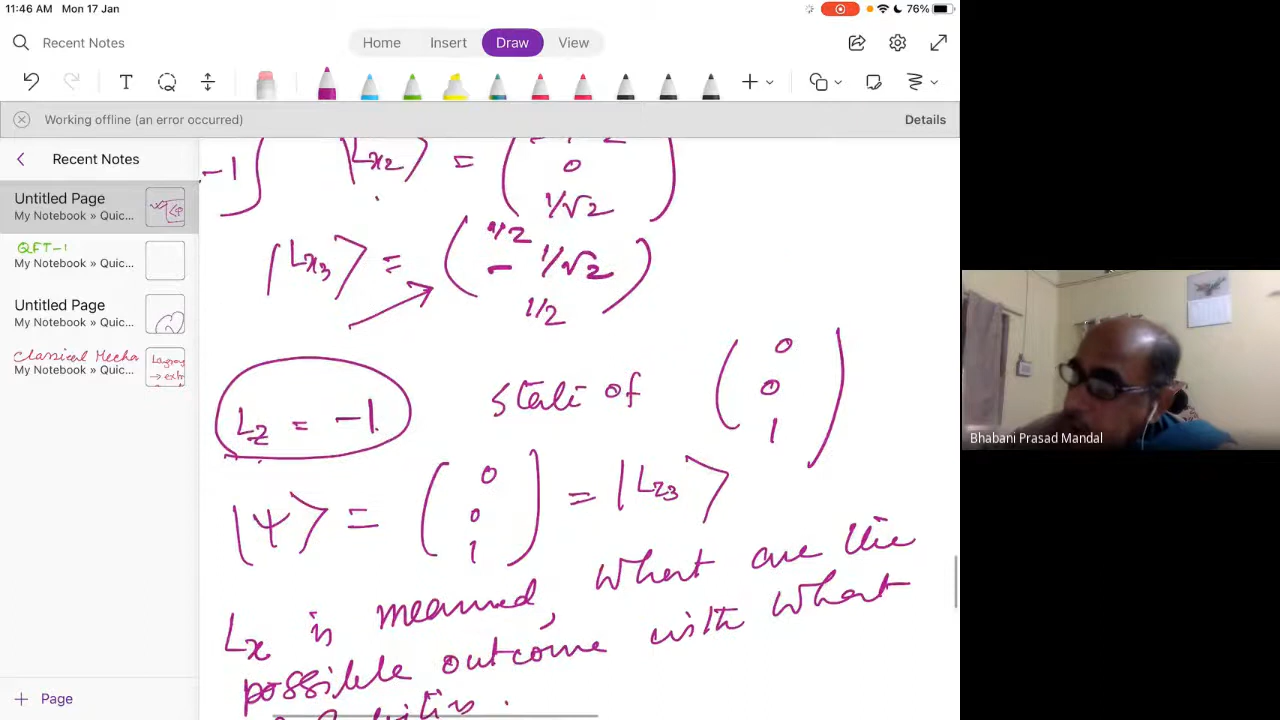 11:46 AM Mon 17 Jan
76%
Recent Notes
Home Insert Draw View
T
Working offline (an error occurred)
Details
Recent Notes
Untitled Page
My Notebook » Quic...
QFT-1
My Notebook » Quic...
Untitled Page
My Notebook » Quic...
Classical Mecha
My Notebook » Quic...
+ Page
-1 |Lx2⟩ = ( 0 1/√2 )
|Lx3⟩ = ( 1/2 - 1/√2 1/2 )
Lz = -1 state of ( 0 0 1 )
|ψ⟩ = ( 0 0 1 ) = |Lz3⟩
Lx is measured, What are the
possible outcome with what
Bhabani Prasad Mandal